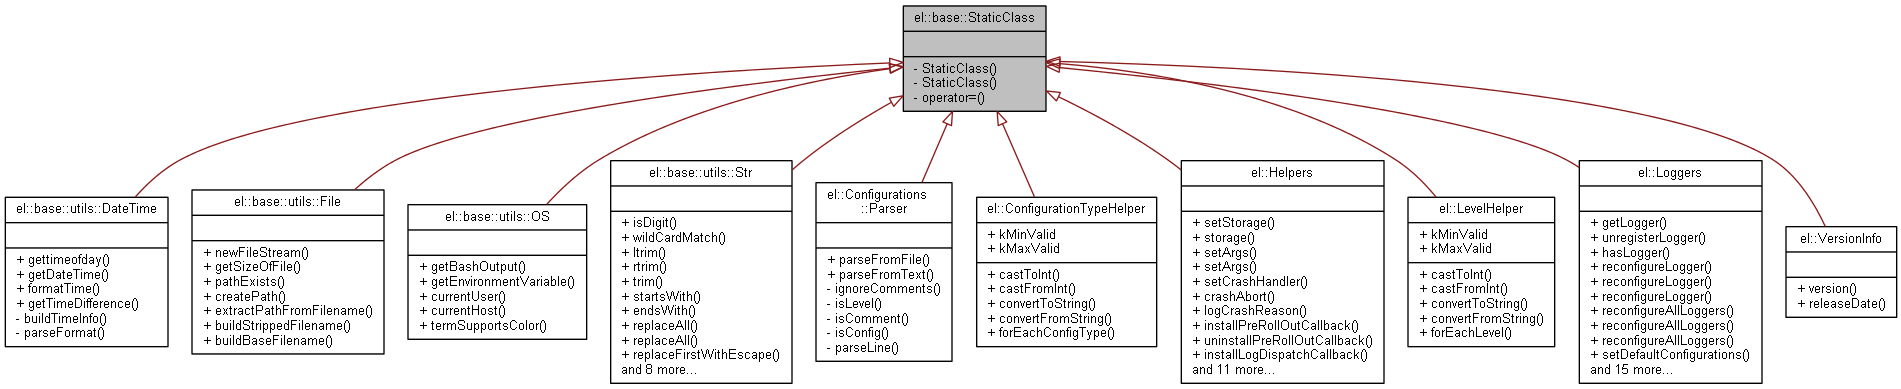 el::base::StaticClass
- StaticClass()
- StaticClass()
- operator=()
el::base::utils::DateTime
+ gettimeofday()
+ getDateTime()
+ formatTime()
+ getTimeDifference()
- buildTimeInfo()
- parseFormat()
el::base::utils::File
+ newFileStream()
+ getSizeOfFile()
+ pathExists()
+ createPath()
+ extractPathFromFilename()
+ buildStrippedFilename()
+ buildBaseFilename()
el::base::utils::OS
+ getBashOutput()
+ getEnvironmentVariable()
+ currentUser()
+ currentHost()
+ termSupportsColor()
el::base::utils::Str
+ isDigit()
+ wildCardMatch()
+ ltrim()
+ rtrim()
+ trim()
+ startsWith()
+ endsWith()
+ replaceAll()
+ replaceAll()
+ replaceFirstWithEscape()
and 8 more...
el::Configurations
::Parser
+ parseFromFile()
+ parseFromText()
- ignoreComments()
- isLevel()
- isComment()
- isConfig()
- parseLine()
el::ConfigurationTypeHelper
+ kMinValid
+ kMaxValid
+ castToInt()
+ castFromInt()
+ convertToString()
+ convertFromString()
+ forEachConfigType()
el::Helpers
+ setStorage()
+ storage()
+ setArgs()
+ setArgs()
+ setCrashHandler()
+ crashAbort()
+ logCrashReason()
+ installPreRollOutCallback()
+ uninstallPreRollOutCallback()
+ installLogDispatchCallback()
and 11 more...
el::LevelHelper
+ kMinValid
+ kMaxValid
+ castToInt()
+ castFromInt()
+ convertToString()
+ convertFromString()
+ forEachLevel()
el::Loggers
+ getLogger()
+ unregisterLogger()
+ hasLogger()
+ reconfigureLogger()
+ reconfigureLogger()
+ reconfigureLogger()
+ reconfigureAllLoggers()
+ reconfigureAllLoggers()
+ reconfigureAllLoggers()
+ setDefaultConfigurations()
and 15 more...
el::VersionInfo
+ version()
+ releaseDate()